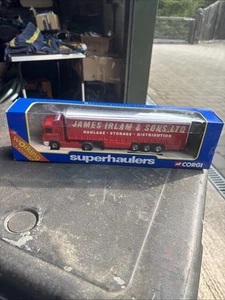 JAMES IRLAM & SONS LTD
HAULAGE · STORAGE · DISTRIBUTION
superhaulers
CORGI